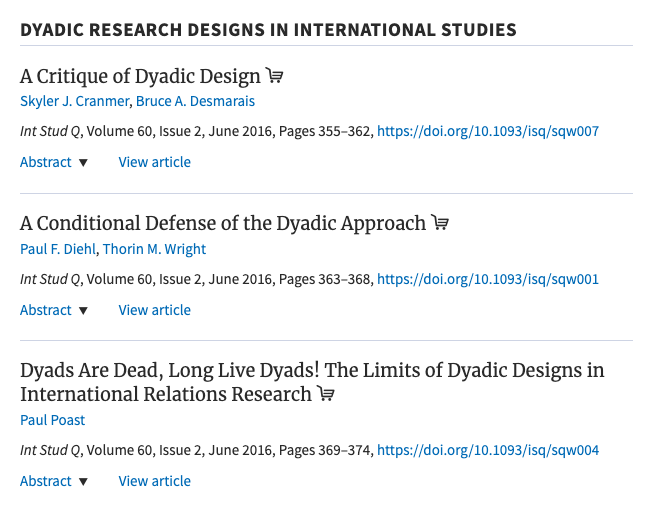 DYADIC RESEARCH DESIGNS IN INTERNATIONAL STUDIES
A Critique of Dyadic Design
Skyler J. Cranmer, Bruce A. Desmarais
Int Stud Q, Volume 60, Issue 2, June 2016, Pages 355–362, https://doi.org/10.1093/isq/sqw007
Abstract ▼ View article
A Conditional Defense of the Dyadic Approach
Paul F. Diehl, Thorin M. Wright
Int Stud Q, Volume 60, Issue 2, June 2016, Pages 363–368, https://doi.org/10.1093/isq/sqw001
Abstract ▼ View article
Dyads Are Dead, Long Live Dyads! The Limits of Dyadic Designs in
International Relations Research
Paul Poast
Int Stud Q, Volume 60, Issue 2, June 2016, Pages 369–374, https://doi.org/10.1093/isq/sqw004
Abstract ▼ View article